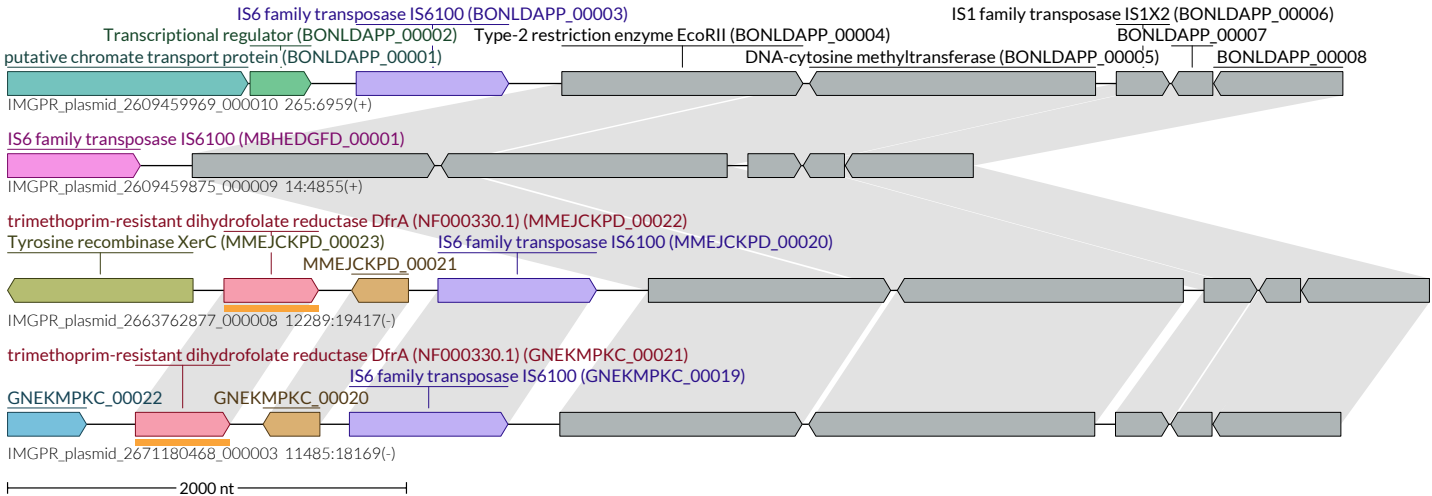 IS6 family transposase IS6100 (BONLDAPP_00003)
IS1 family transposase IS1X2 (BONLDAPP_00006)
Transcriptional regulator (BONLDAPP_00002)
Type-2 restriction enzyme EcoRII (BONLDAPP_00004)
BONLDAPP_00007
putative chromate transport protein (BONLDAPP_00001)
DNA-cytosine methyltransferase (BONLDAPP_00005)
BONLDAPP_00008
IMGPR_plasmid_2609459969_000010 265:6959(+)
IS6 family transposase IS6100 (MBHEDGFD_00001)
IMGPR_plasmid_2609459875_000009 14:4855(+)
trimethoprim-resistant dihydrofolate reductase DfrA (NF000330.1) (MMEJCKPD_00022)
Tyrosine recombinase XerC (MMEJCKPD_00023)
IS6 family transposase IS6100 (MMEJCKPD_00020)
MMEJCKPD_00021
IMGPR_plasmid_2663762877_000008 12289:19417(-)
trimethoprim-resistant dihydrofolate reductase DfrA (NF000330.1) (GNEKMPKC_00021)
IS6 family transposase IS6100 (GNEKMPKC_00019)
GNEKMPKC_00022
GNEKMPKC_00020
IMGPR_plasmid_2671180468_000003 11485:18169(-)
2000 nt